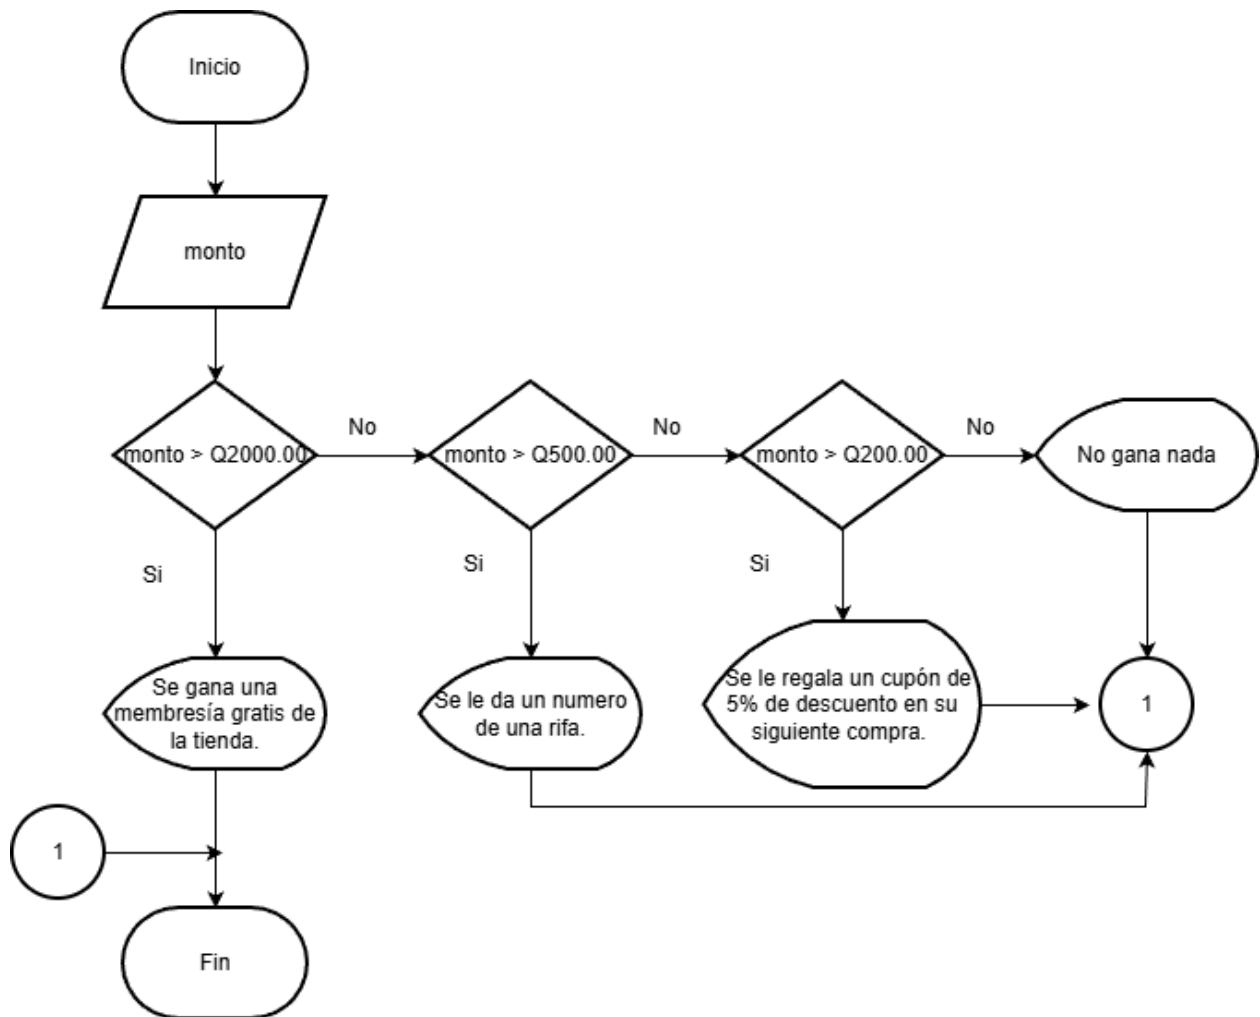 Inicio
monto
monto > Q2000.00
No
monto > Q500.00
No
monto > Q200.00
No
No gana nada
Si
Si
Si
Se gana una
membresía gratis de
la tienda.
Se le da un numero
de una rifa.
Se le regala un cupón de
5% de descuento en su
siguiente compra.
1
1
Fin